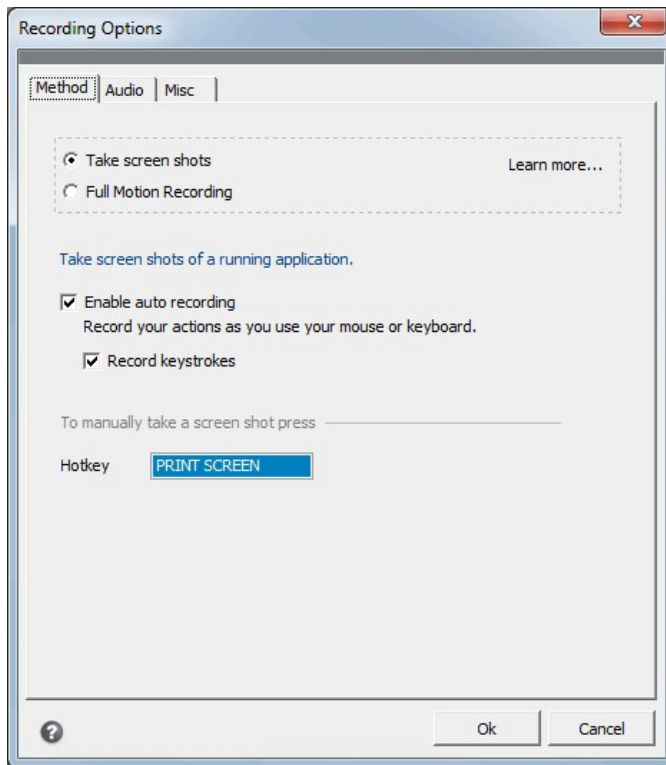 Recording Options
Method Audio Misc
Take screen shots Learn more...
Full Motion Recording
Take screen shots of a running application.
Enable auto recording
Record your actions as you use your mouse or keyboard.
Record keystrokes
To manually take a screen shot press
Hotkey PRINT SCREEN
? Ok Cancel